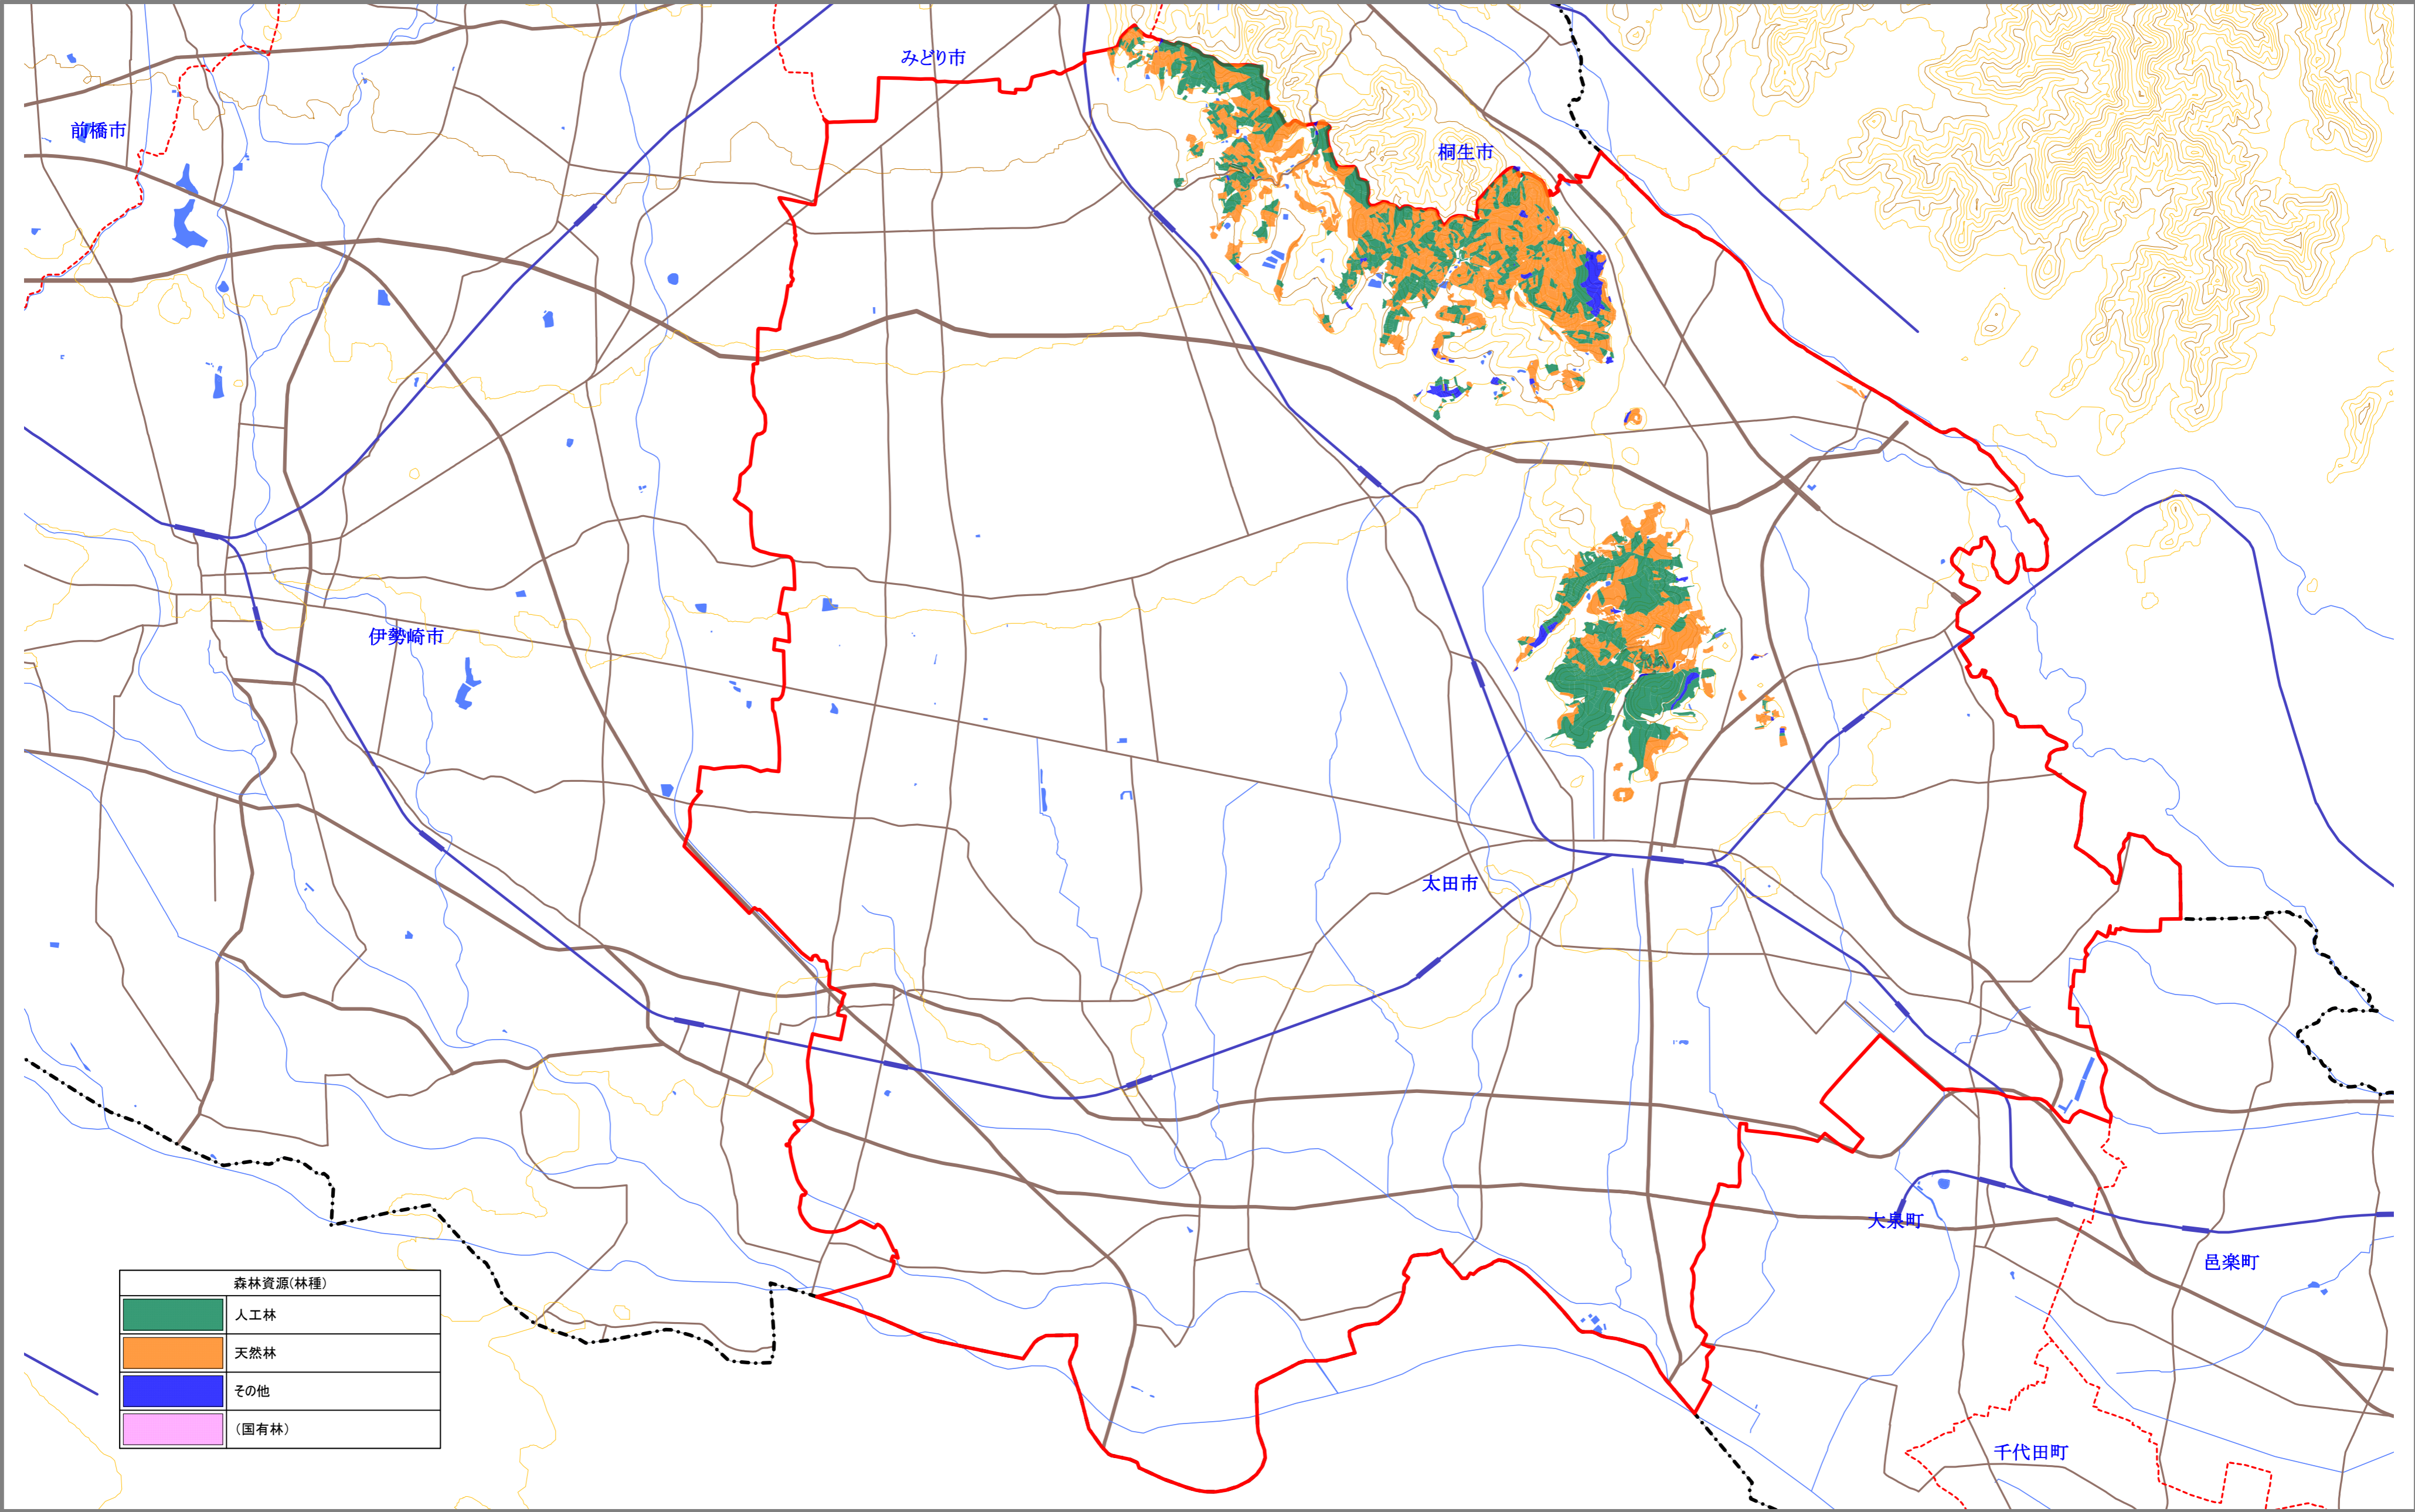 みどり市
前橋市
桐生市
伊勢崎市
太田市
大泉町
邑楽町
千代田町
森林資源(林種)
人工林
天然林
その他
(国有林)